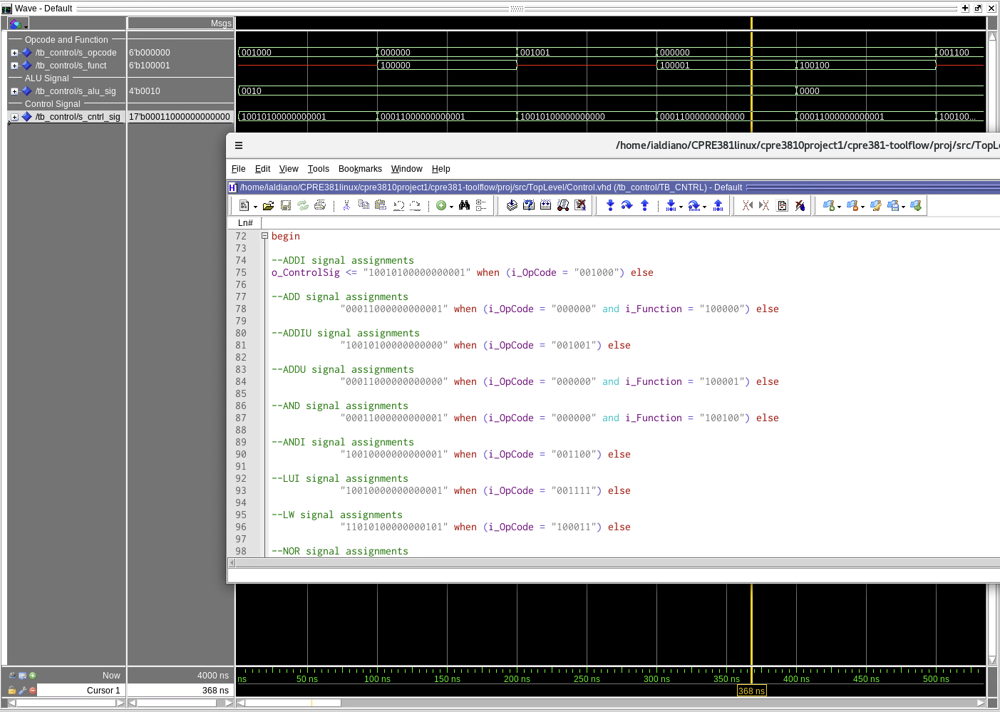 Wave - Default
Msgs
Opcode and Function
/tb_control/s_opcode 6'b000000 001000 000000 001001 000000 001100
/tb_control/s_funct 6'b100001 100000 100001 100100
ALU Signal
/tb_control/s_alu_sig 4'b0010 0010 0000
Control Signal
/tb_control/s_cntrl_sig 17'b00011000000000000 10010100000000001 00011000000000001 10010100000000000 00011000000000000 00011000000000001 100100...
/home/ialdiano/CPRE381linux/cpre3810project1/cpre381-toolflow/proj/src/TopLe
File Edit View Tools Bookmarks Window Help
/home/ialdiano/CPRE381linux/cpre3810project1/cpre381-toolflow/proj/src/TopLevel/Control.vhd (/tb_control/TB_CNTRL) - Default
Ln#
72 begin
73
74 --ADDI signal assignments
75 o_ControlSig <= "10010100000000001" when (i_OpCode = "001000") else
76
77 --ADD signal assignments
78 "00011000000000001" when (i_OpCode = "000000" and i_Function = "100000") else
79
80 --ADDIU signal assignments
81 "10010100000000000" when (i_OpCode = "001001") else
82
83 --ADDU signal assignments
84 "00011000000000000" when (i_OpCode = "000000" and i_Function = "100001") else
85
86 --AND signal assignments
87 "00011000000000001" when (i_OpCode = "000000" and i_Function = "100100") else
88
89 --ANDI signal assignments
90 "10010000000000001" when (i_OpCode = "001100") else
91
92 --LUI signal assignments
93 "10010000000000001" when (i_OpCode = "001111") else
94
95 --LW signal assignments
96 "11010100000000101" when (i_OpCode = "100011") else
97
98 --NOR signal assignments
Now 4000 ns ns 50 ns 100 ns 150 ns 200 ns 250 ns 300 ns 350 ns 400 ns 450 ns 500 ns
Cursor 1 368 ns 368 ns